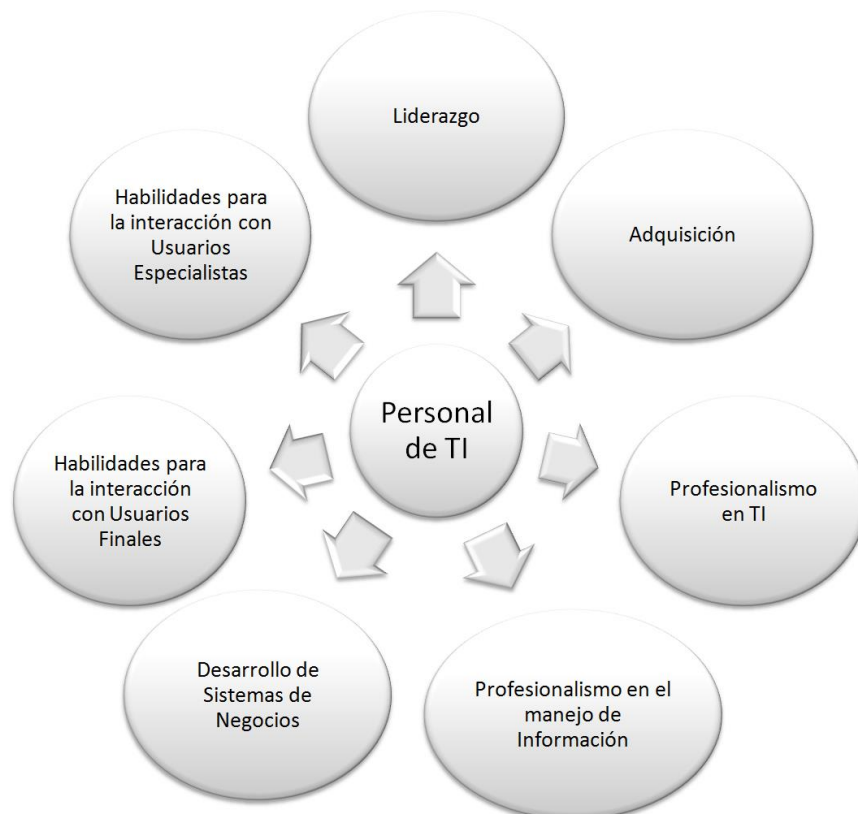 Liderazgo
Adquisición
Profesionalismo
en TI
Profesionalismo en el
manejo de
Información
Desarrollo de
Sistemas de
Negocios
Habilidades para
la interacción
con Usuarios
Finales
Habilidades para
la interacción con
Usuarios
Especialistas
Personal
de TI